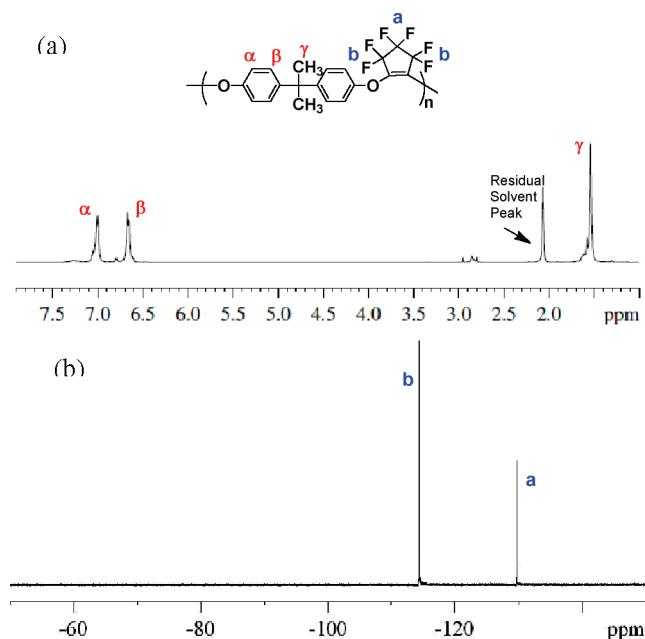 (a)
a
α β γ b F F F F b
CH₃ F F
O CH₃ O n
γ
Residual
Solvent
Peak
α β
7.5 7.0 6.5 6.0 5.5 5.0 4.5 4.0 3.5 3.0 2.5 2.0 ppm
(b)
b
a
-60 -80 -100 -120 ppm